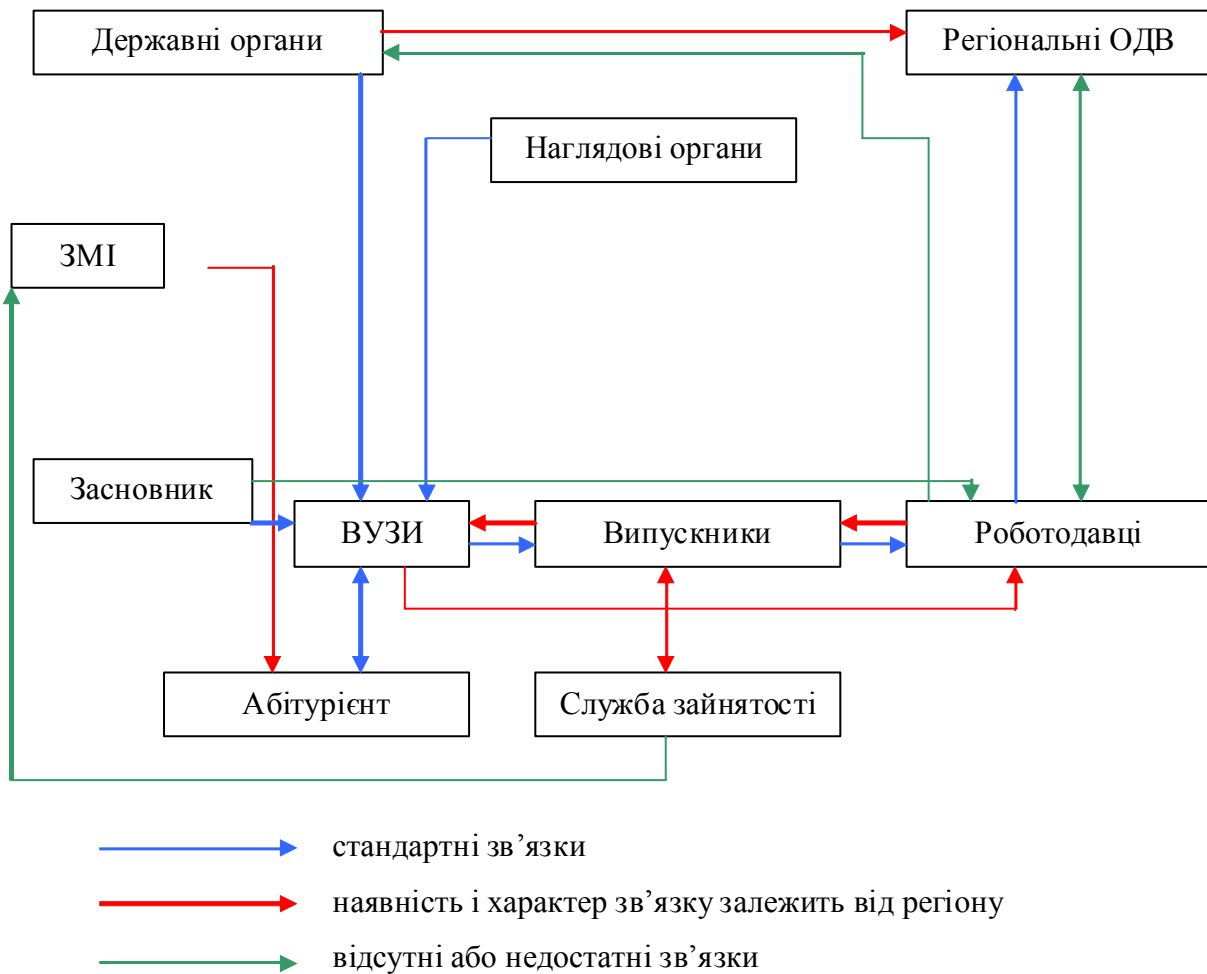 Державні органи
Регіональні ОДВ
Наглядові органи
ЗМІ
Засновник
ВУЗИ
Випускники
Роботодавці
Абітурієнт
Служба зайнятості
стандартні зв’язки
наявність і характер зв’язку залежить від регіону
відсутні або недостатні зв’язки